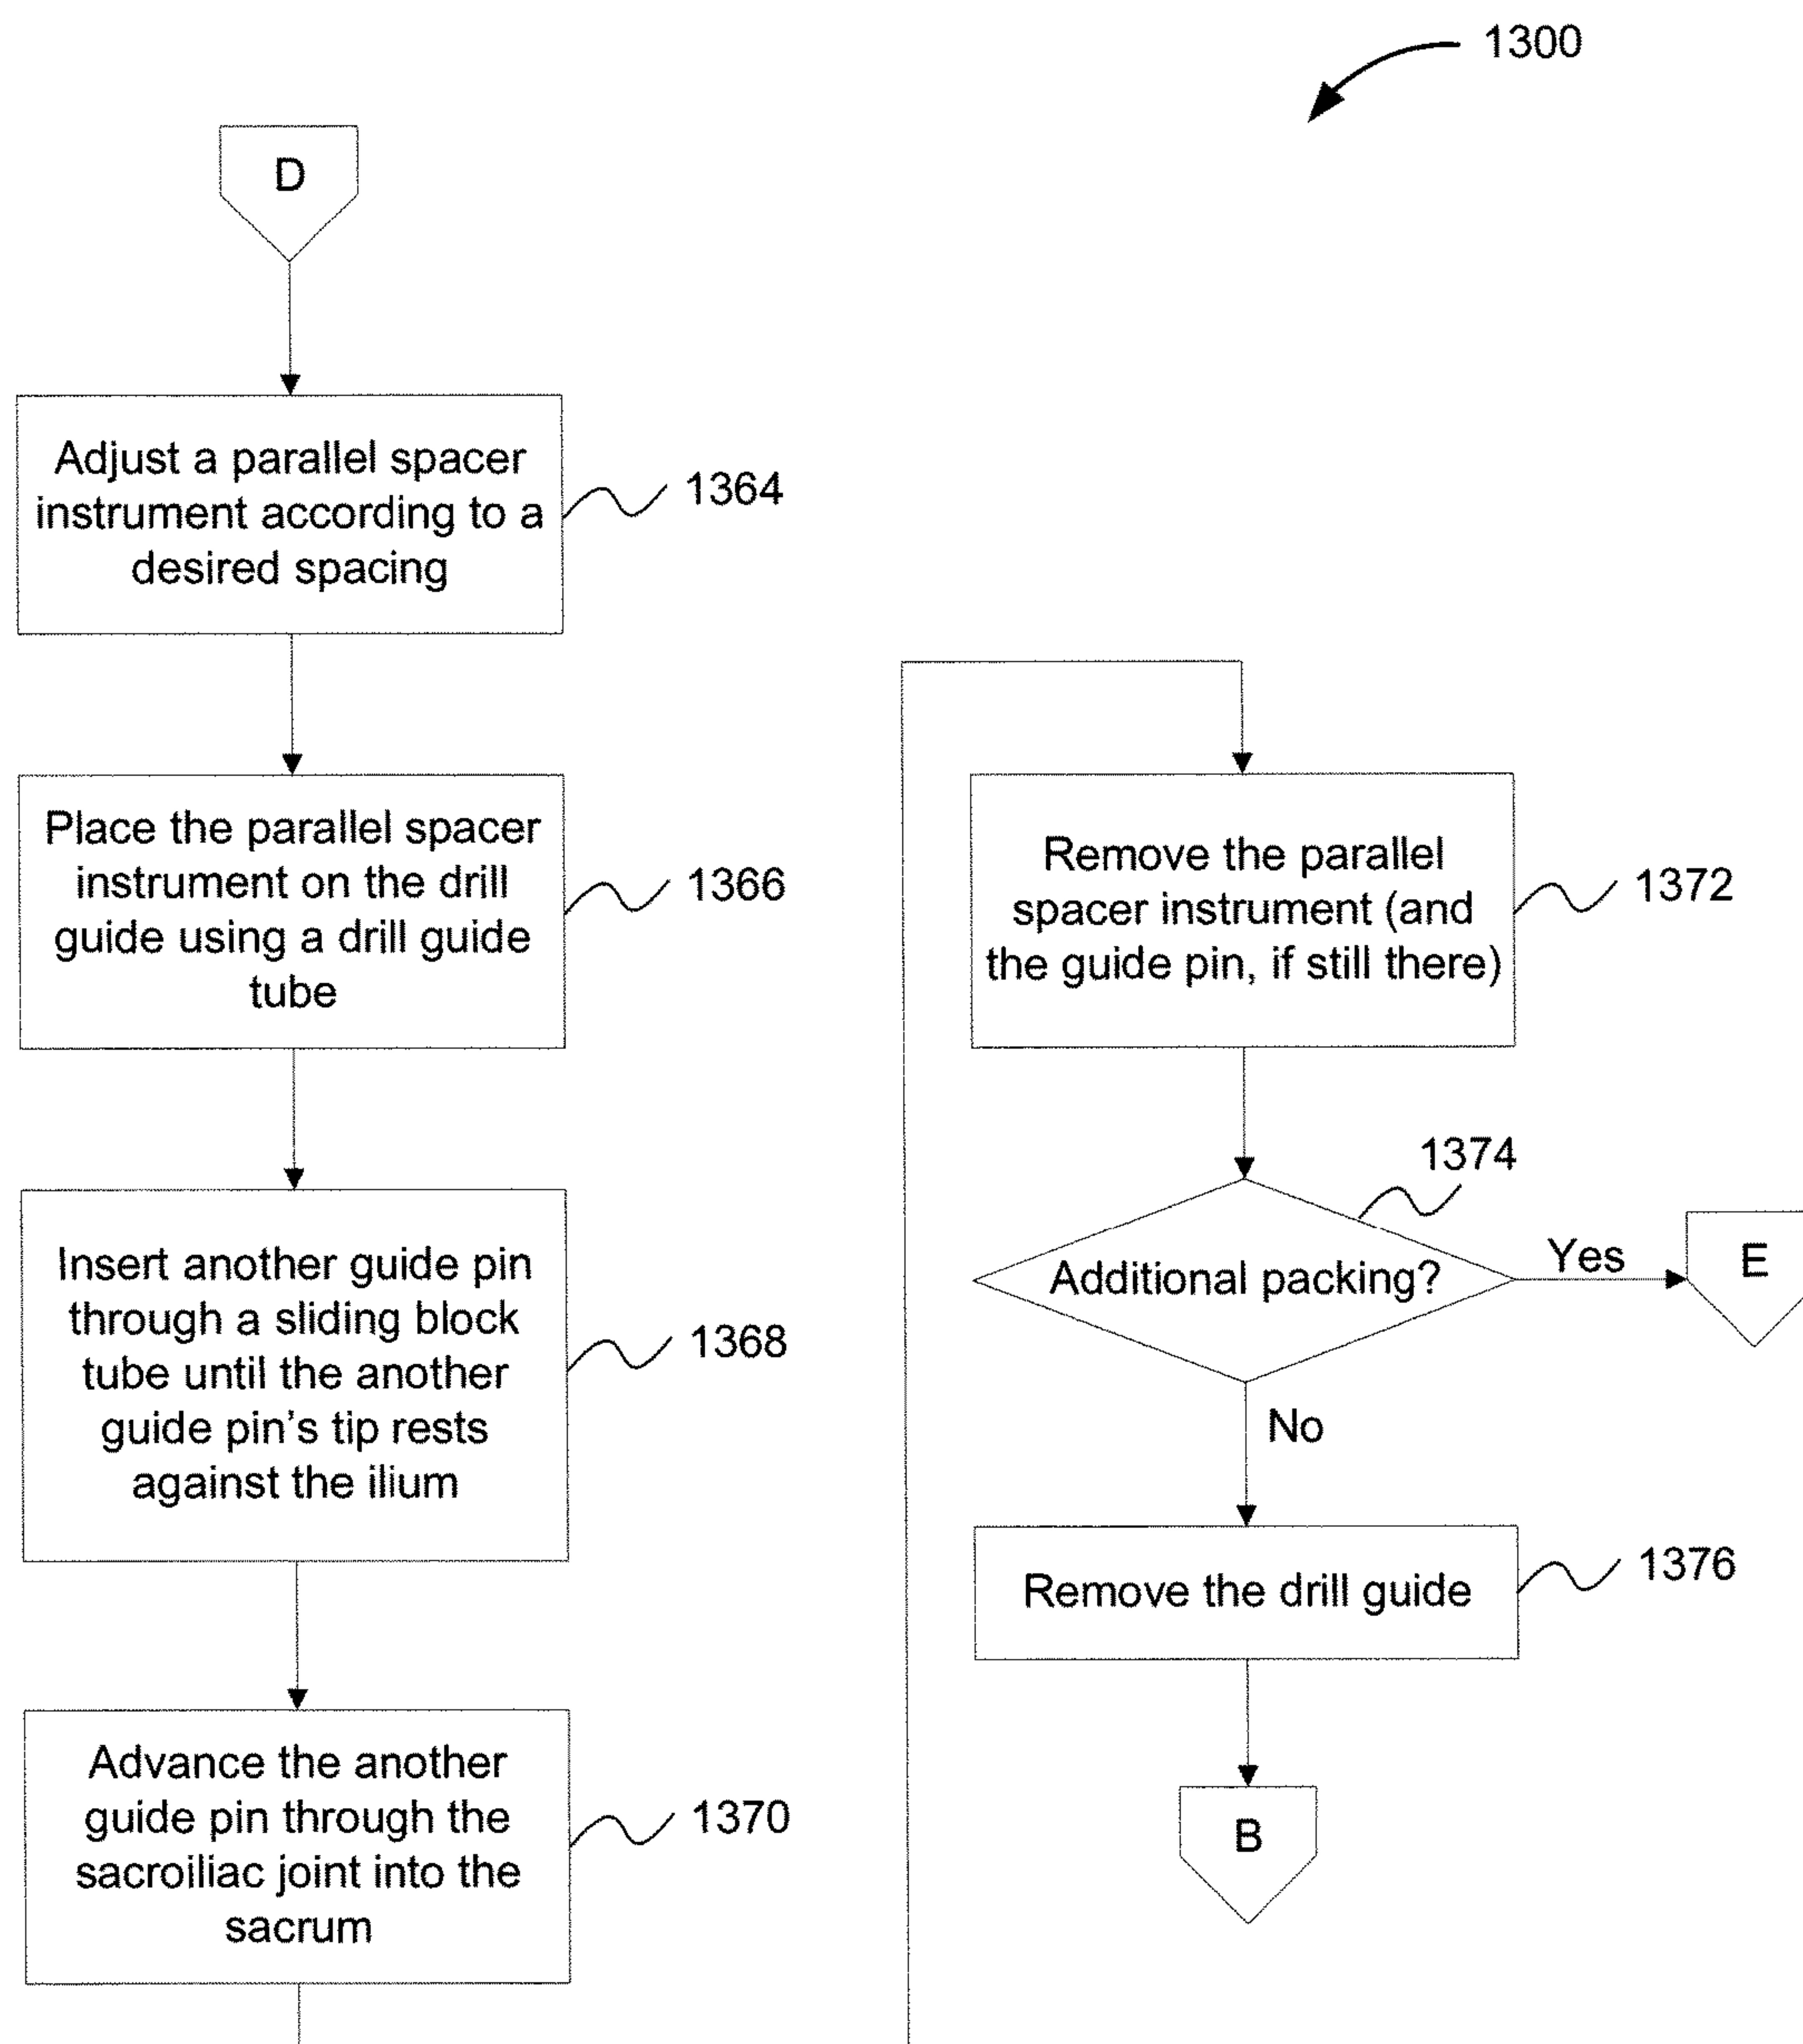 1300
D
Adjust a parallel spacer
instrument according to a
desired spacing
1364
Place the parallel spacer
instrument on the drill
guide using a drill guide
tube
1366
Insert another guide pin
through a sliding block
tube until the another
guide pin's tip rests
against the ilium
1368
Advance the another
guide pin through the
sacroiliac joint into the
sacrum
1370
Remove the parallel
spacer instrument (and
the guide pin, if still there)
1372
1374
Additional packing?
Yes
E
No
Remove the drill guide
1376
B